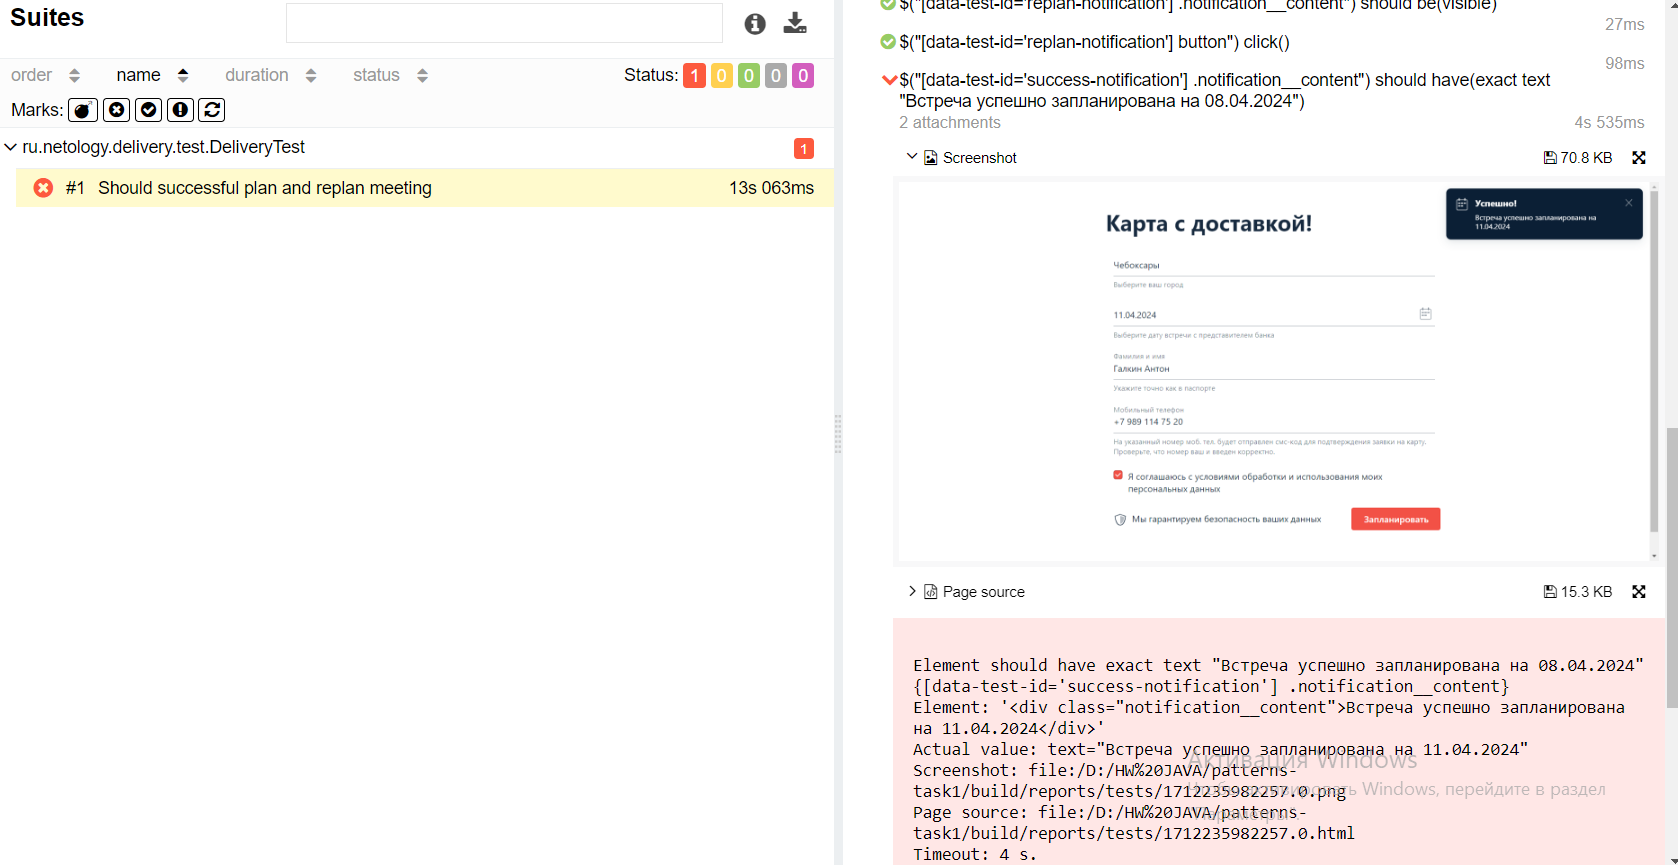 Suites
order name duration status
Status: 1 0 0 0 0
Marks:
ru.netology.delivery.test.DeliveryTest 1
#1 Should successful plan and replan meeting 13s 063ms
$("[data-test-id='replan-notification'] .notification__content") should be(visible)
27ms
$("[data-test-id='replan-notification'] button") click()
98ms
$("[data-test-id='success-notification'] .notification__content") should have(exact text
"Встреча успешно запланирована на 08.04.2024")
2 attachments 4s 535ms
Screenshot 70.8 KB
Успешно!
Встреча успешно запланирована на
11.04.2024
Карта с доставкой!
Чебоксары
Выберите ваш город
11.04.2024
Выберите дату встречи с представителем банка
Фамилия и имя
Галкин Антон
Укажите точно как в паспорте
Мобильный телефон
+7 989 114 75 20
На указанный номер моб. тел. будет отправлен смс-код для подтверждения заявки на карту.
Проверьте, что номер ваш и введен корректно.
Я соглашаюсь с условиями обработки и использования моих
персональных данных
Мы гарантируем безопасность ваших данных
Запланировать
Page source 15.3 KB
Element should have exact text "Встреча успешно запланирована на 08.04.2024"
{[data-test-id='success-notification'] .notification__content}
Element: '<div class="notification__content">Встреча успешно запланирована
на 11.04.2024</div>'
Actual value: text="Встреча успешно запланирована на 11.04.2024"
Screenshot: file:/D:/HW%20JAVA/patterns-
task1/build/reports/tests/1712235982257.0.png
Page source: file:/D:/HW%20JAVA/patterns-
task1/build/reports/tests/1712235982257.0.html
Timeout: 4 s.
Активация Windows
Чтобы активировать Windows, перейдите в раздел
"Параметры".